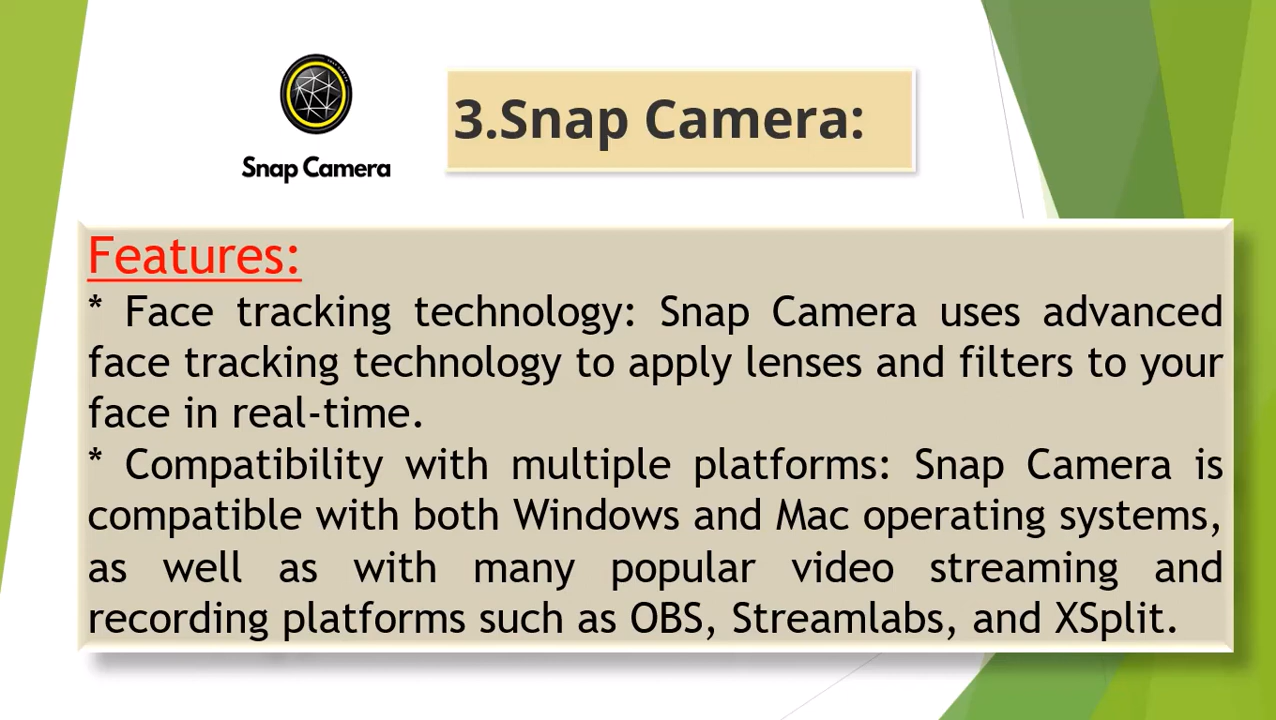 Snap Camera
3.Snap Camera:
Features:
* Face tracking technology: Snap Camera uses advanced
face tracking technology to apply lenses and filters to your
face in real-time.
* Compatibility with multiple platforms: Snap Camera is
compatible with both Windows and Mac operating systems,
as well as with many popular video streaming and
recording platforms such as OBS, Streamlabs, and XSplit.